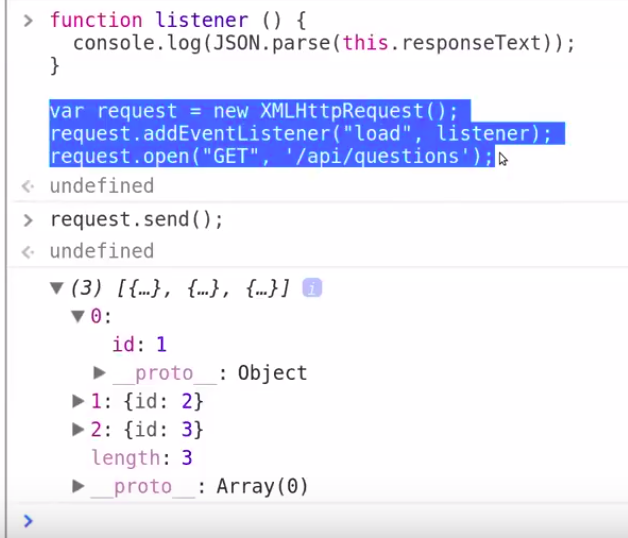 > function listener () {
console.log(JSON.parse(this.responseText));
}
var request = new XMLHttpRequest();
request.addEventListener("load", listener);
request.open("GET", '/api/questions');
undefined
> request.send();
undefined
▼ (3) [{…}, {…}, {…}] i
▼ 0:
id: 1
▶ __proto__: Object
▶ 1: {id: 2}
▶ 2: {id: 3}
length: 3
▶ __proto__: Array(0)
>